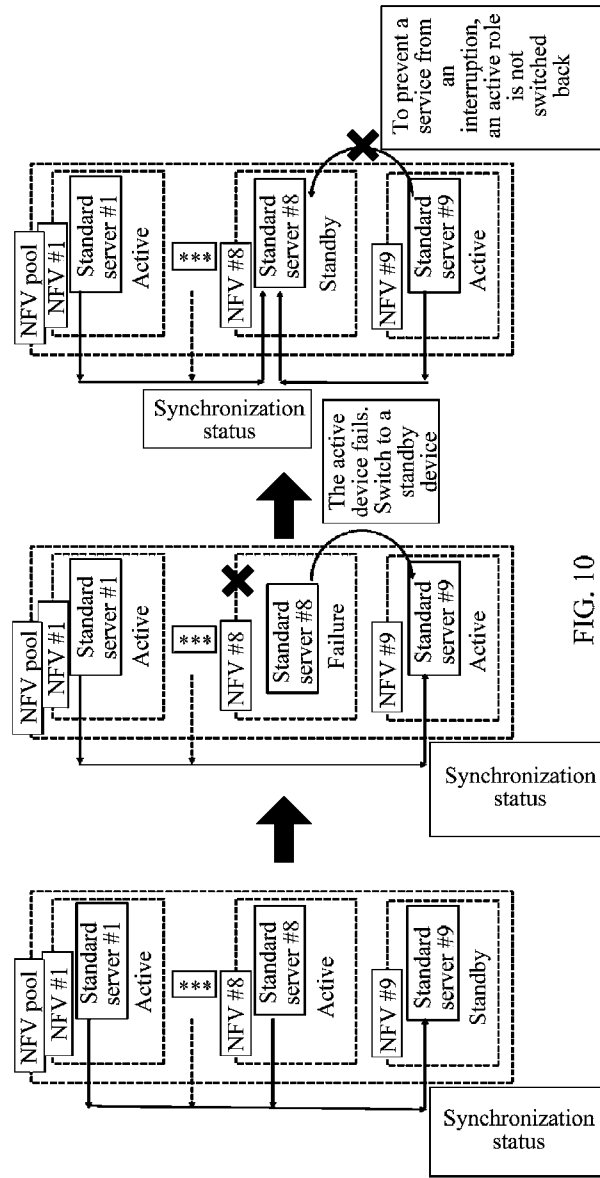 NFV pool
NFV #1
Standard
server #1
Active
***
NFV #8
Standard
server #8
Active
NFV #9
Standard
server #9
Standby
Synchronization
status
NFV pool
NFV #1
Standard
server #1
Active
***
NFV #8
Standard
server #8
Failure
NFV #9
Standard
server #9
Active
Synchronization
status
The active
device fails.
Switch to a
standby
device
NFV pool
NFV #1
Standard
server #1
Active
***
NFV #8
Standard
server #8
Standby
NFV #9
Standard
server #9
Active
Synchronization
status
To prevent a
service from
an
interruption,
an active role
is not
switched
back
FIG. 10